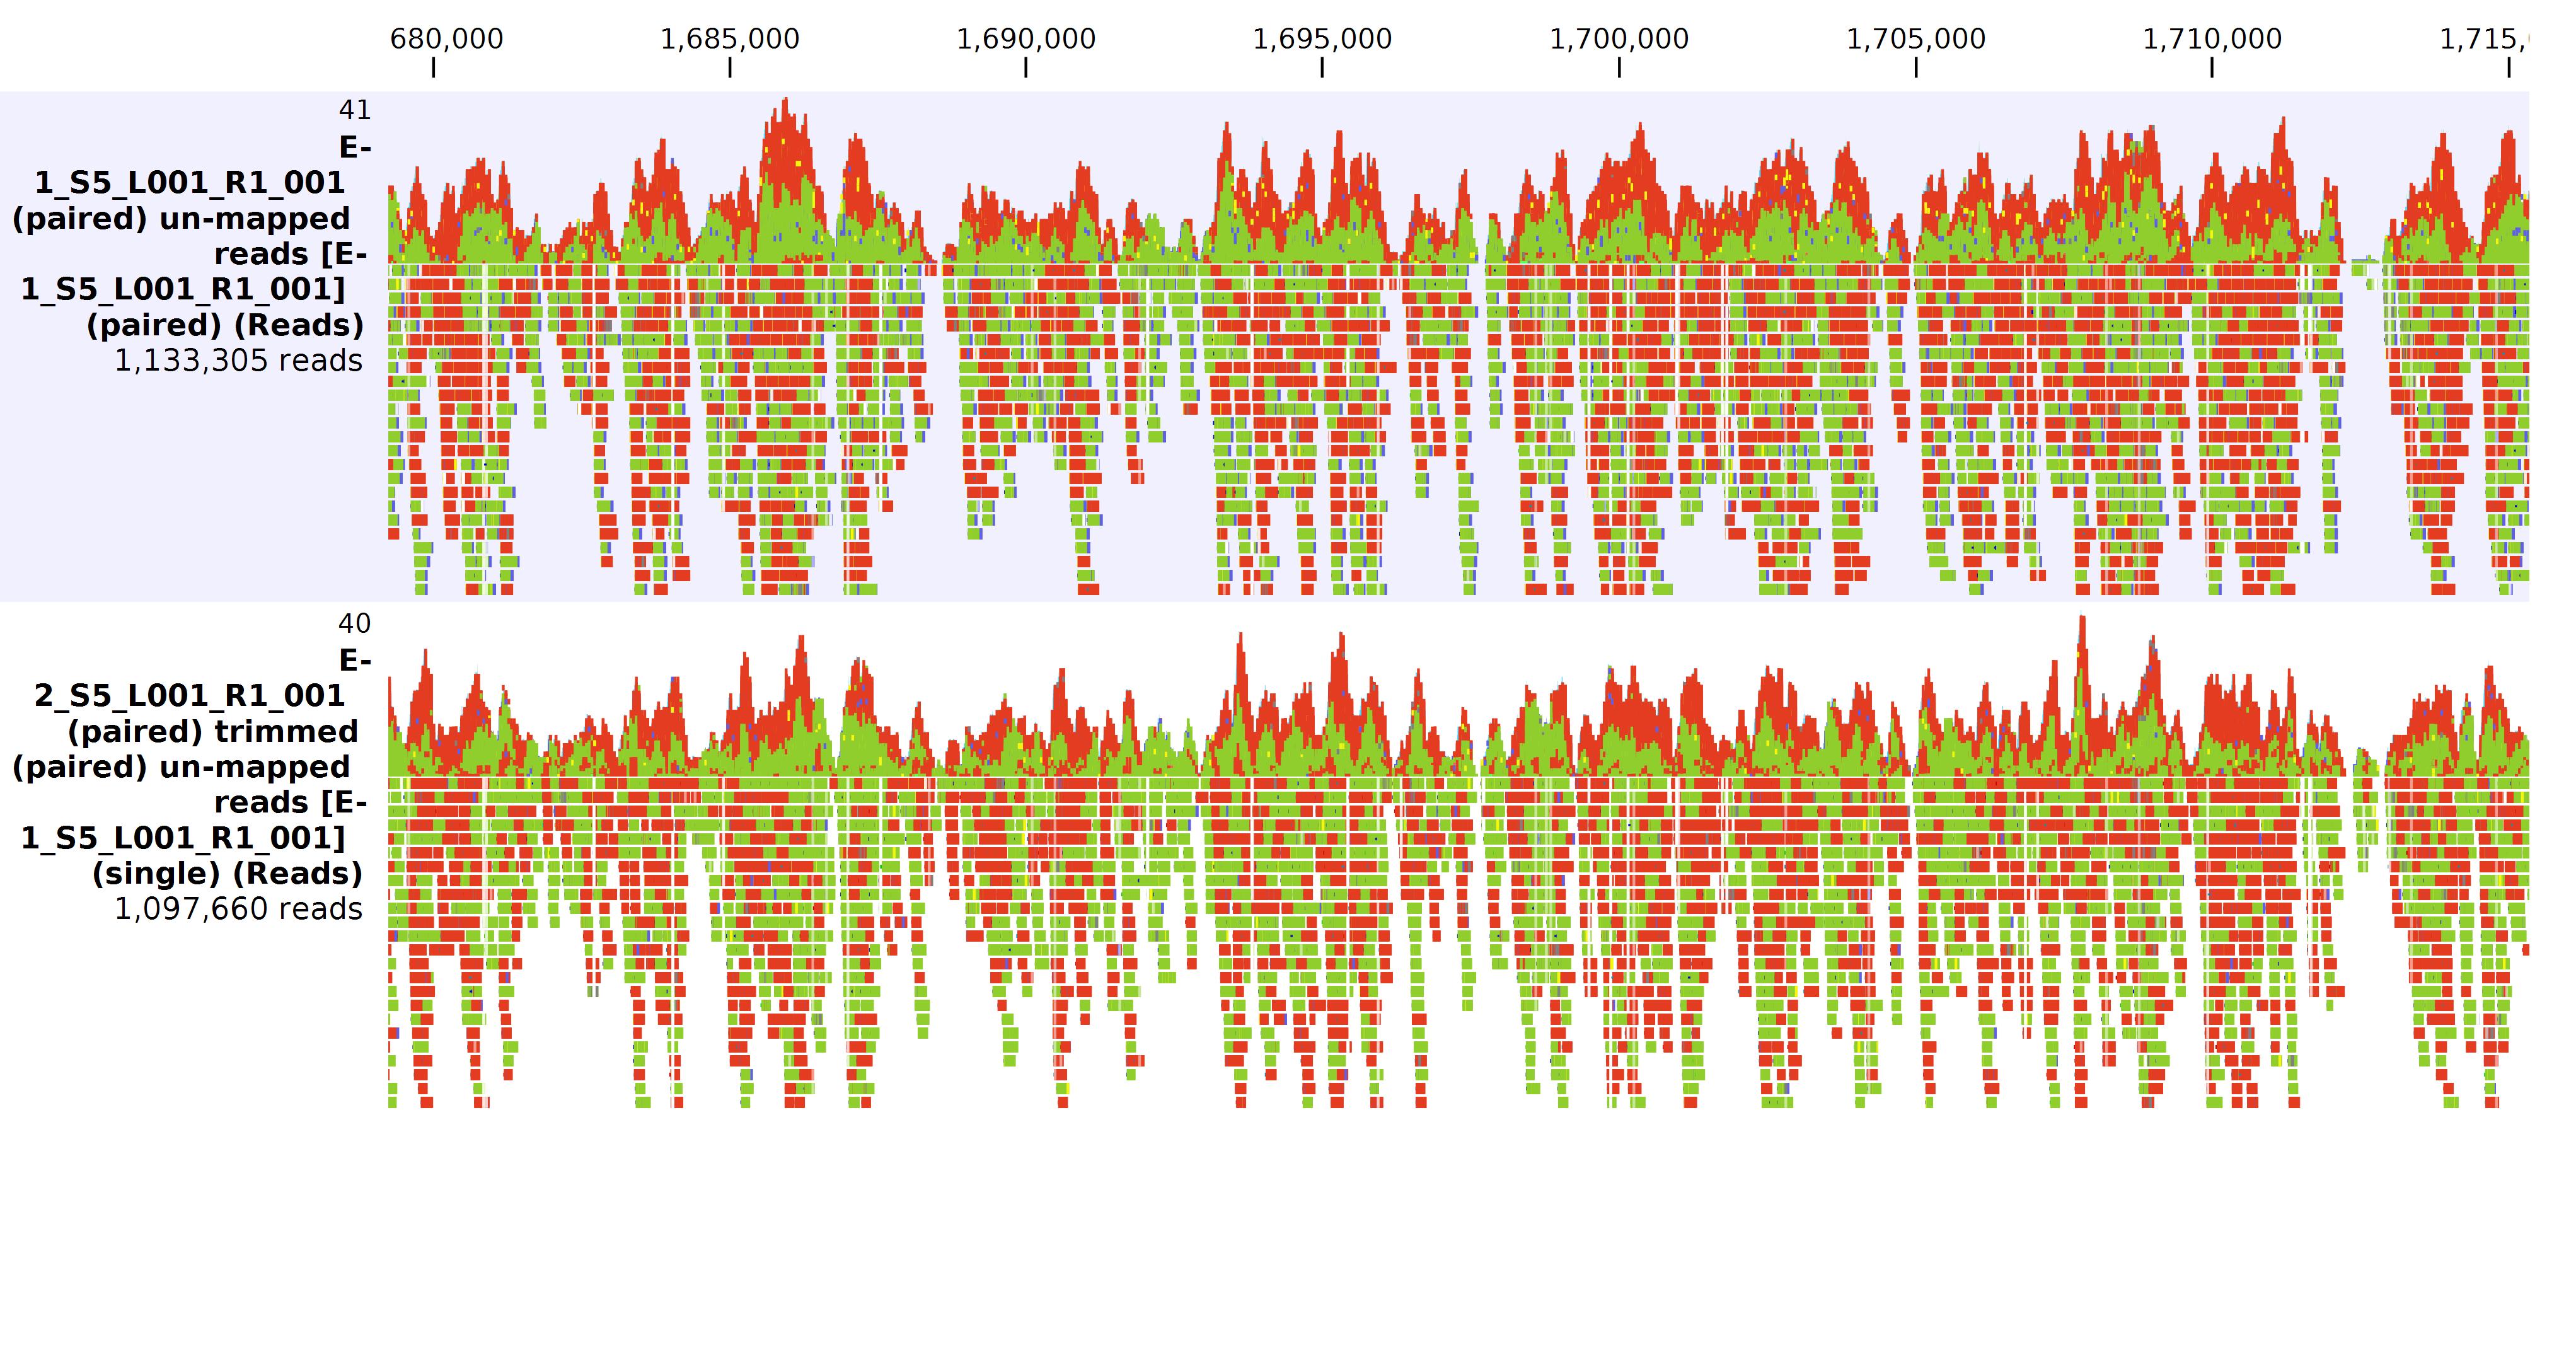 680,000 1,685,000 1,690,000 1,695,000 1,700,000 1,705,000 1,710,000 1,715,
41
E-
1_S5_L001_R1_001
(paired) un-mapped
reads [E-
1_S5_L001_R1_001]
(paired) (Reads)
1,133,305 reads
40
E-
2_S5_L001_R1_001
(paired) trimmed
(paired) un-mapped
reads [E-
1_S5_L001_R1_001]
(single) (Reads)
1,097,660 reads